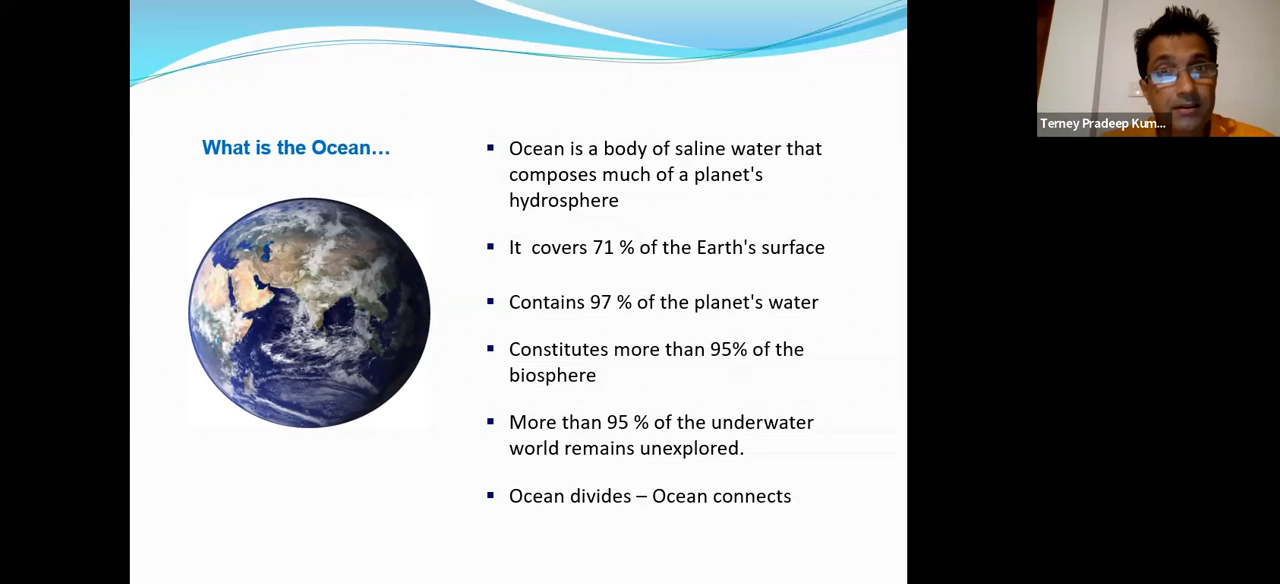 What is the Ocean...
▪ Ocean is a body of saline water that
composes much of a planet's
hydrosphere
▪ It covers 71 % of the Earth's surface
▪ Contains 97 % of the planet's water
▪ Constitutes more than 95% of the
biosphere
▪ More than 95 % of the underwater
world remains unexplored.
▪ Ocean divides – Ocean connects
Terney Pradeep Kum...